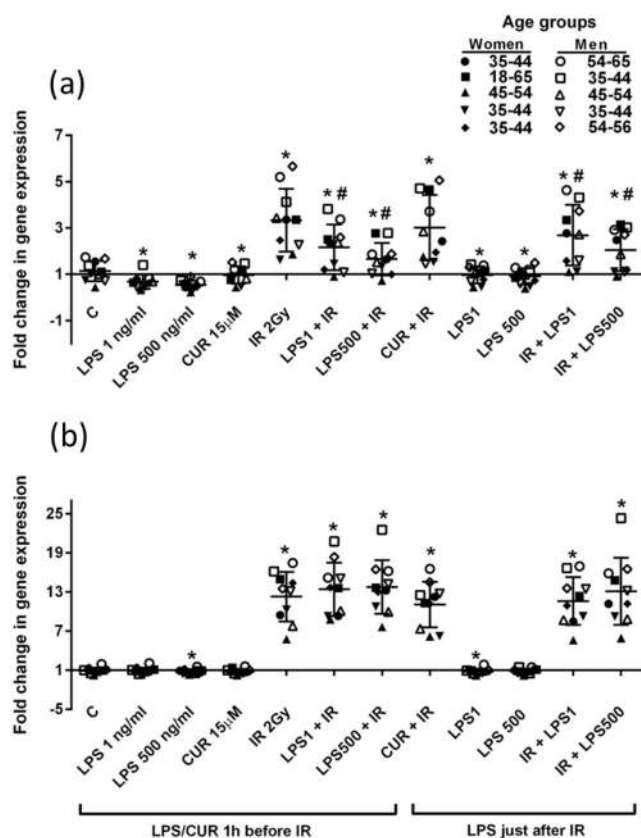 Age groups
Women Men
35-44 54-65
18-65 35-44
45-54 45-54
35-44 35-44
35-44 54-56
(a)
Fold change in gene expression
7
5
3
1
-1
* * * * * # * # * * * * # * #
C
LPS 1 ng/ml
LPS 500 ng/ml
CUR 15µM
IR 2Gy
LPS1 + IR
LPS500 + IR
CUR + IR
LPS1
LPS 500
IR + LPS1
IR + LPS500
(b)
Fold change in gene expression
25
19
13
7
1
-5
* * * * * * * *
C
LPS 1 ng/ml
LPS 500 ng/ml
CUR 15µM
IR 2Gy
LPS1 + IR
LPS500 + IR
CUR + IR
LPS1
LPS 500
IR + LPS1
IR + LPS500
LPS/CUR 1h before IR
LPS just after IR